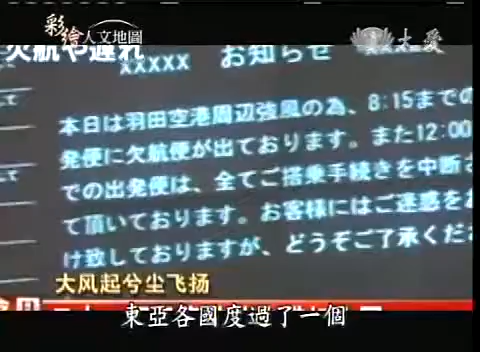 彩繪人文地圖
大愛
欠航や遅れ
xxxxx お知らせ
本日は羽田空港周辺強風の為、8:15までの
発便に欠航便が出ております。また12:00
での出発便は、全てご搭乗手続きを中断さ
て頂いております。お客様にはご迷惑をお
け致しておりますが、どうぞご了承くださ
大风起兮尘飞扬
東亞各國度過了一個